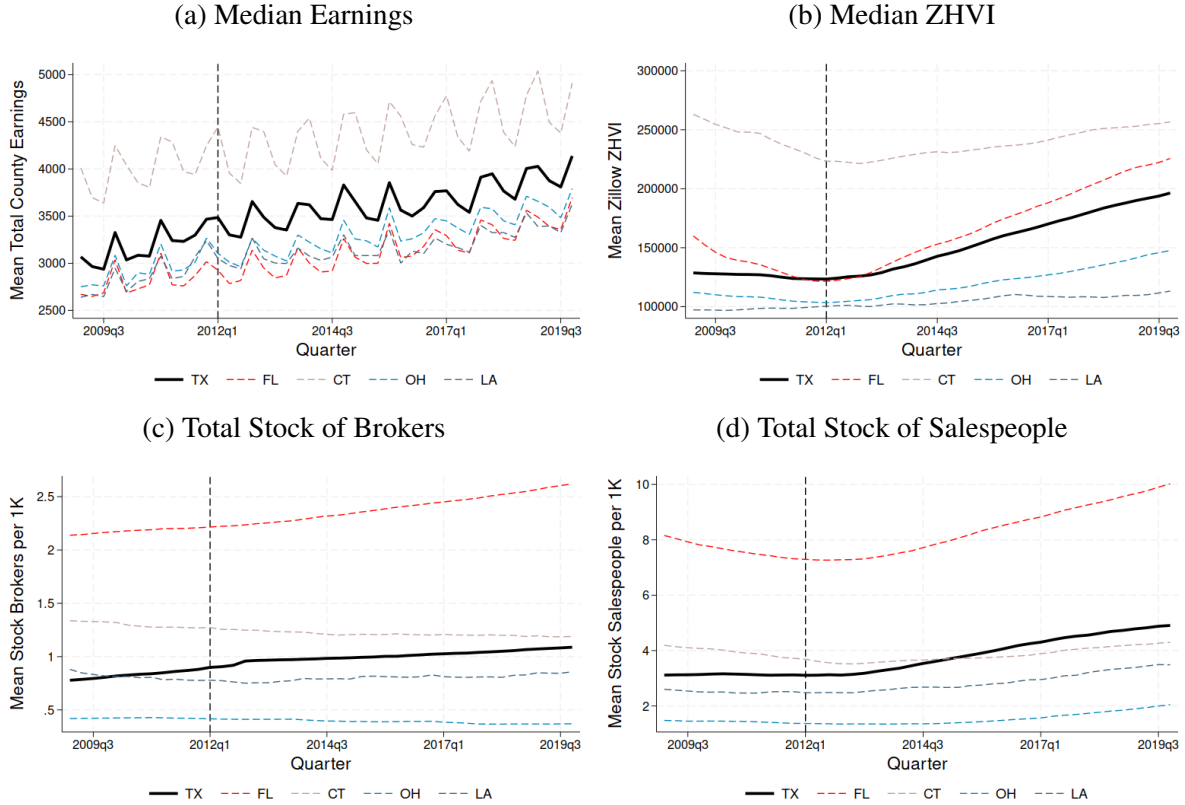 (a) Median Earnings
Mean Total County Earnings
5000
4500
4000
3500
3000
2500
2009q3 2012q1 2014q3 2017q1 2019q3
Quarter
TX FL CT OH LA
(b) Median ZHVI
Mean Zillow ZHVI
300000
250000
200000
150000
100000
2009q3 2012q1 2014q3 2017q1 2019q3
Quarter
TX FL CT OH LA
(c) Total Stock of Brokers
Mean Stock Brokers per 1K
2.5
2
1.5
1
.5
2009q3 2012q1 2014q3 2017q1 2019q3
Quarter
TX FL CT OH LA
(d) Total Stock of Salespeople
Mean Stock Salespeople per 1K
10
8
6
4
2
2009q3 2012q1 2014q3 2017q1 2019q3
Quarter
TX FL CT OH LA